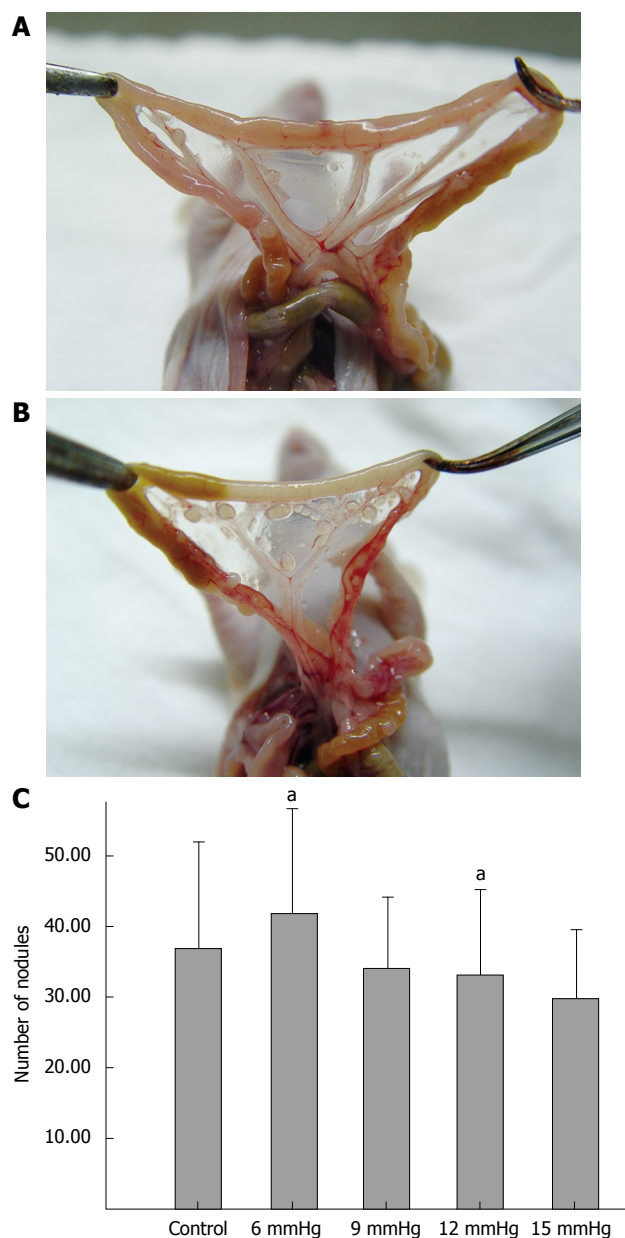 A
B
C
a
a
50.00
40.00
30.00
20.00
10.00
Number of nodules
Control 6 mmHg 9 mmHg 12 mmHg 15 mmHg